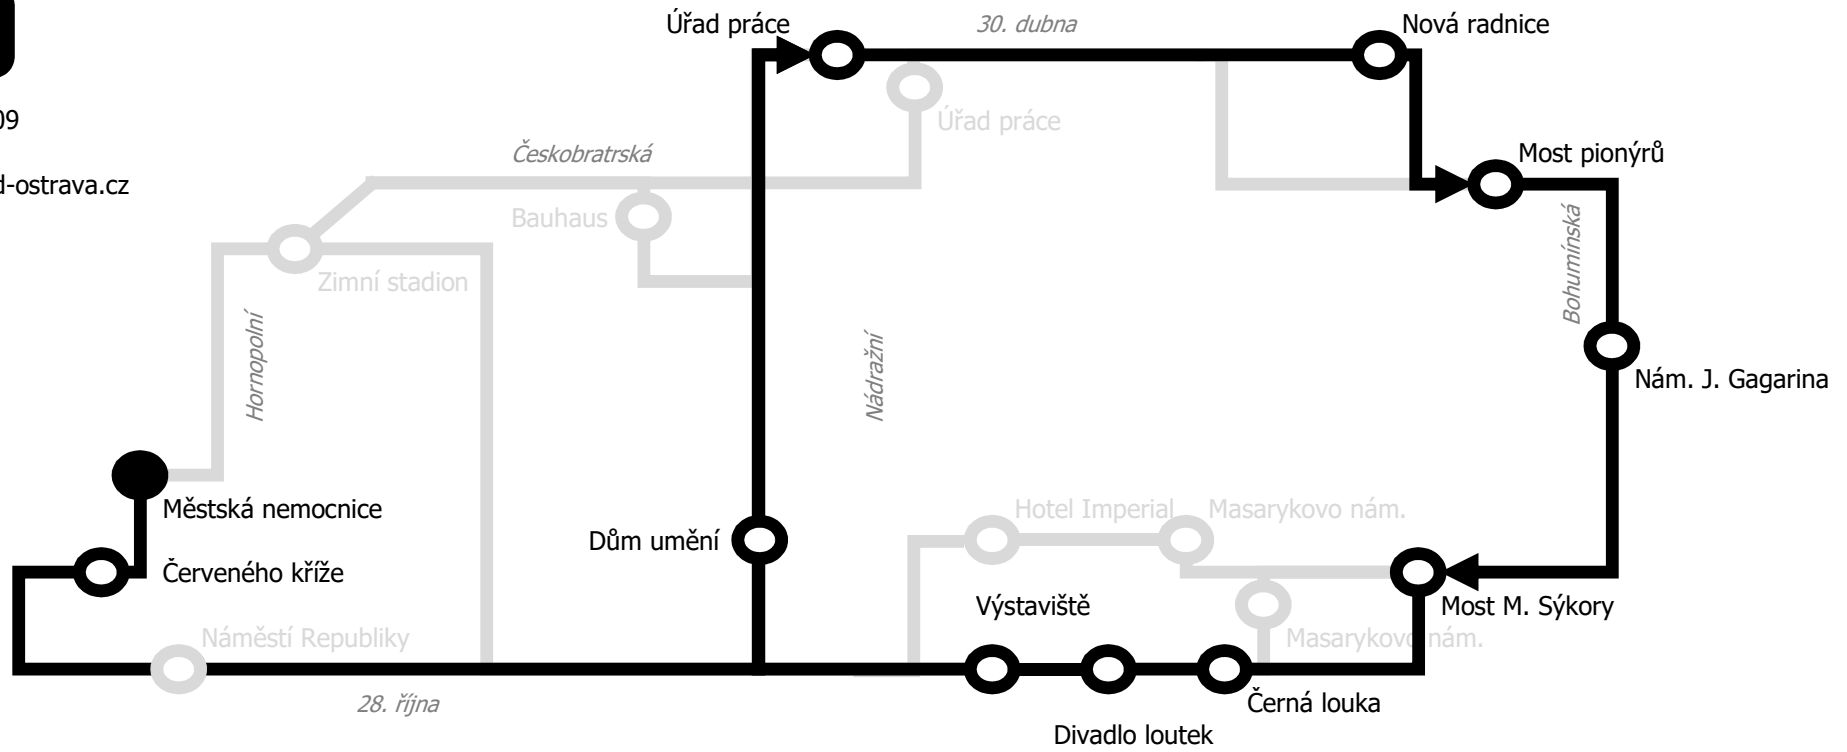 Úřad práce
30. dubna
Nová radnice
09
Úřad práce
Českobratrská
Most pionýrů
d-ostrava.cz
Bauhaus
Bohumínská
Zimní stadion
Hornopolní
Nádražní
Nám. J. Gagarina
Městská nemocnice
Hotel Imperial
Masarykovo nám.
Dům umění
Červeného kříže
Výstaviště
Most M. Sýkory
Náměstí Republiky
Masarykovo nám.
28. října
Černá louka
Divadlo loutek